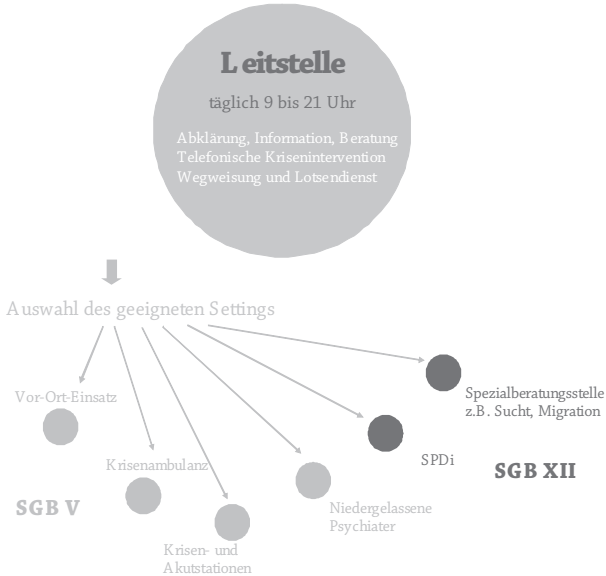 Leitstelle
täglich 9 bis 21 Uhr
Abklärung, Information, Beratung
Telefonische Krisenintervention
Wegweisung und Lotsendienst
Auswahl des geeigneten Settings
Vor-Ort-Einsatz
Spezialberatungsstelle
z.B. Sucht, Migration
Krisenambulanz
SPDi
SGB XII
SGB V
Niedergelassene
Psychiater
Krisen- und
Akutstationen